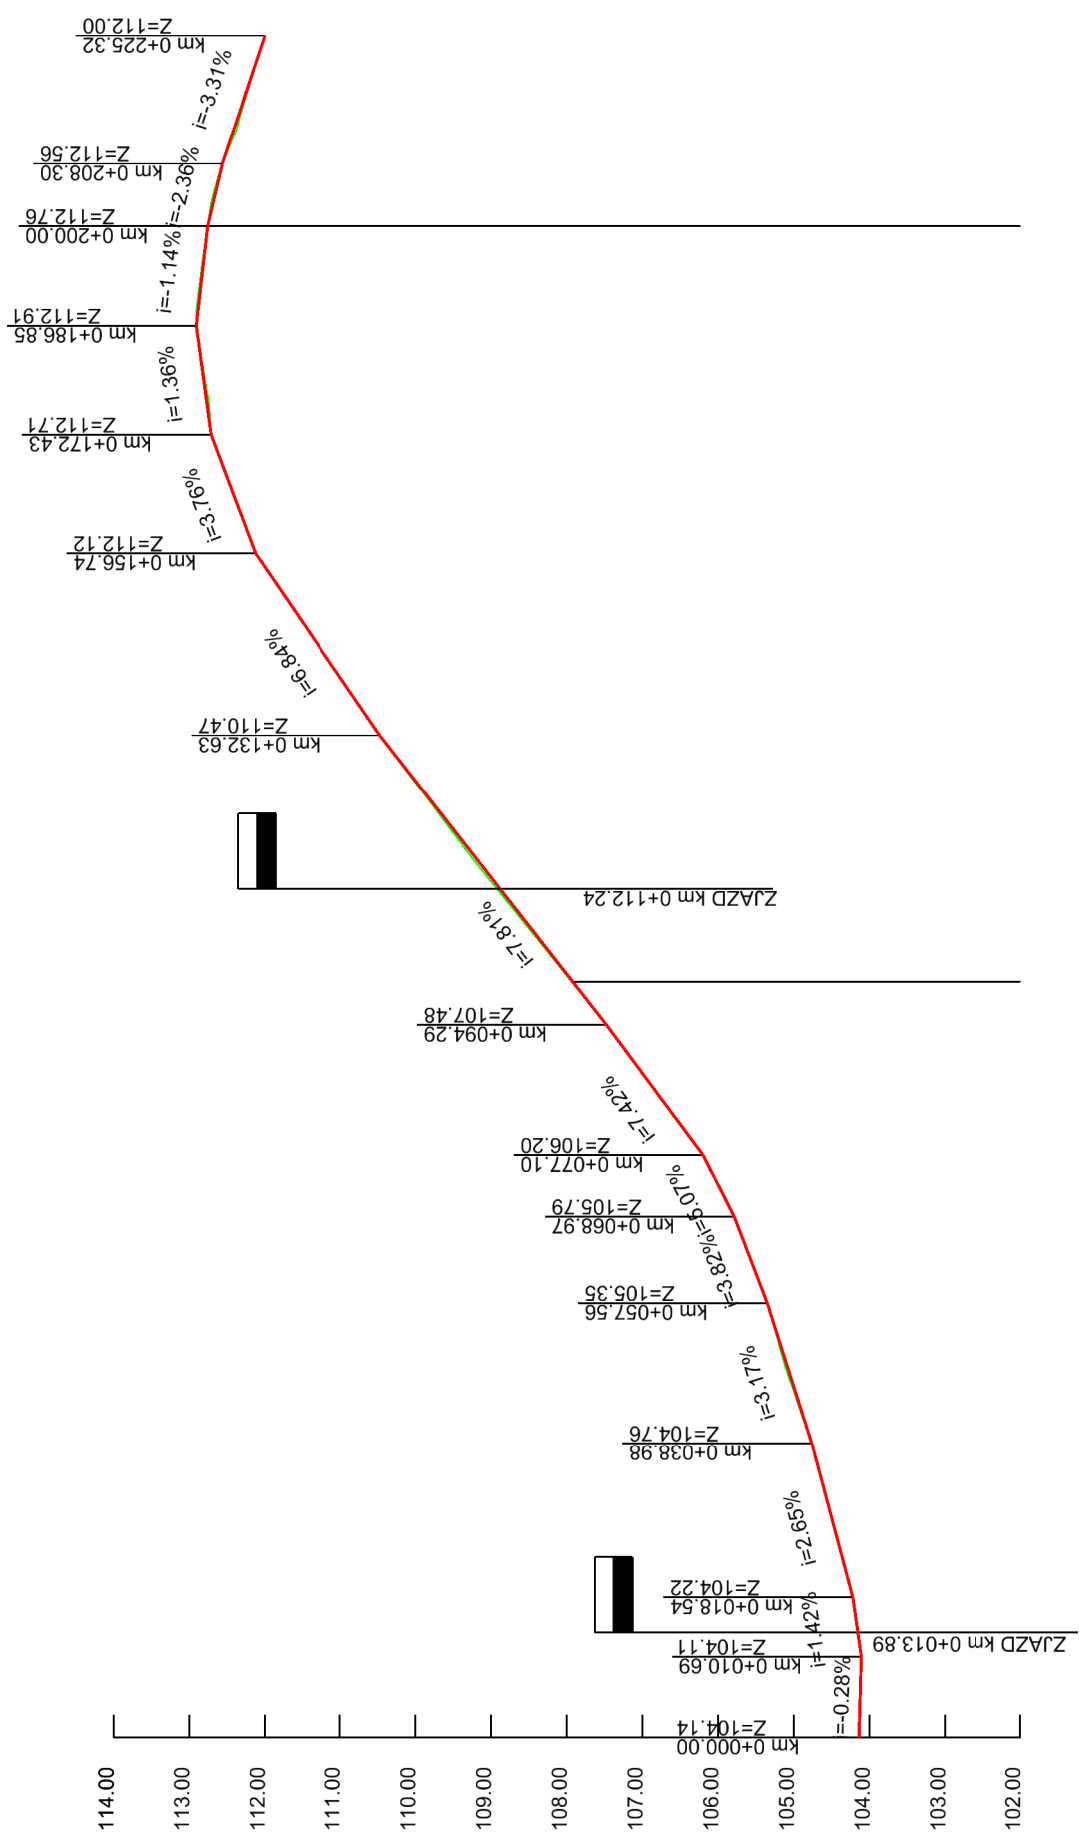 Z=112.00
km 0+225.32
i=-3.31%
Z=112.56
km 0+208.30
i=-2.36%
Z=112.76
km 0+200.00
i=-1.14%
Z=112.91
km 0+186.85
i=1.36%
Z=112.71
km 0+172.43
i=3.76%
Z=112.12
km 0+156.74
i=6.84%
Z=110.47
km 0+132.63
ZJAZD km 0+112.24
i=7.81%
Z=107.48
km 0+094.29
i=7.42%
Z=106.20
km 0+077.10
i=5.07%
Z=105.79
km 0+068.97
i=3.82%
Z=105.35
km 0+057.56
i=3.17%
Z=104.76
km 0+038.98
i=2.65%
Z=104.22
km 0+018.54
i=1.42%
ZJAZD km 0+013.89
Z=104.11
km 0+010.69
i=-0.28%
Z=104.14
km 0+000.00
114.00
113.00
112.00
111.00
110.00
109.00
108.00
107.00
106.00
105.00
104.00
103.00
102.00